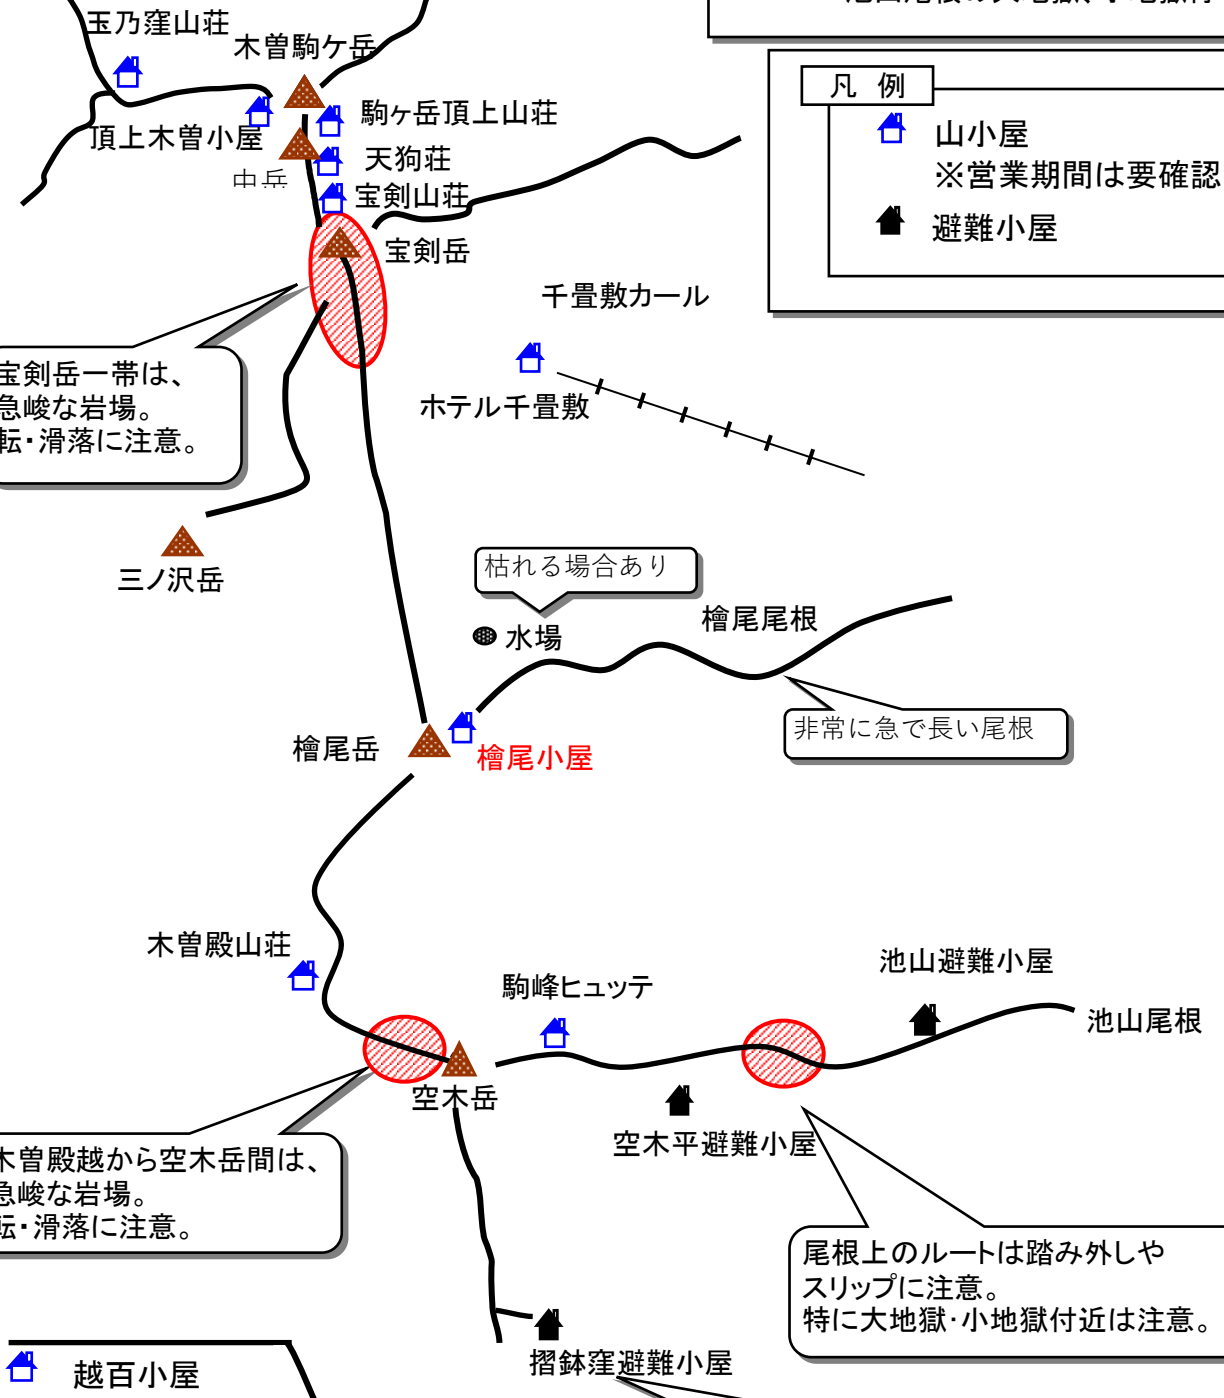 玉乃窪山荘
木曽駒ケ岳
頂上木曽小屋
駒ヶ岳頂上山荘
中岳
天狗荘
宝剣山荘
宝剣岳
凡 例
山小屋
※営業期間は要確認
避難小屋
千畳敷カール
ホテル千畳敷
宝剣岳一帯は、
急峻な岩場。
転・滑落に注意。
三ノ沢岳
枯れる場合あり
水場
檜尾尾根
非常に急で長い尾根
檜尾岳
檜尾小屋
木曽殿山荘
駒峰ヒュッテ
池山避難小屋
池山尾根
空木岳
空木平避難小屋
木曽殿越から空木岳間は、
急峻な岩場。
転・滑落に注意。
尾根上のルートは踏み外しや
スリップに注意。
特に大地獄・小地獄付近は注意。
摺鉢窪避難小屋
越百小屋